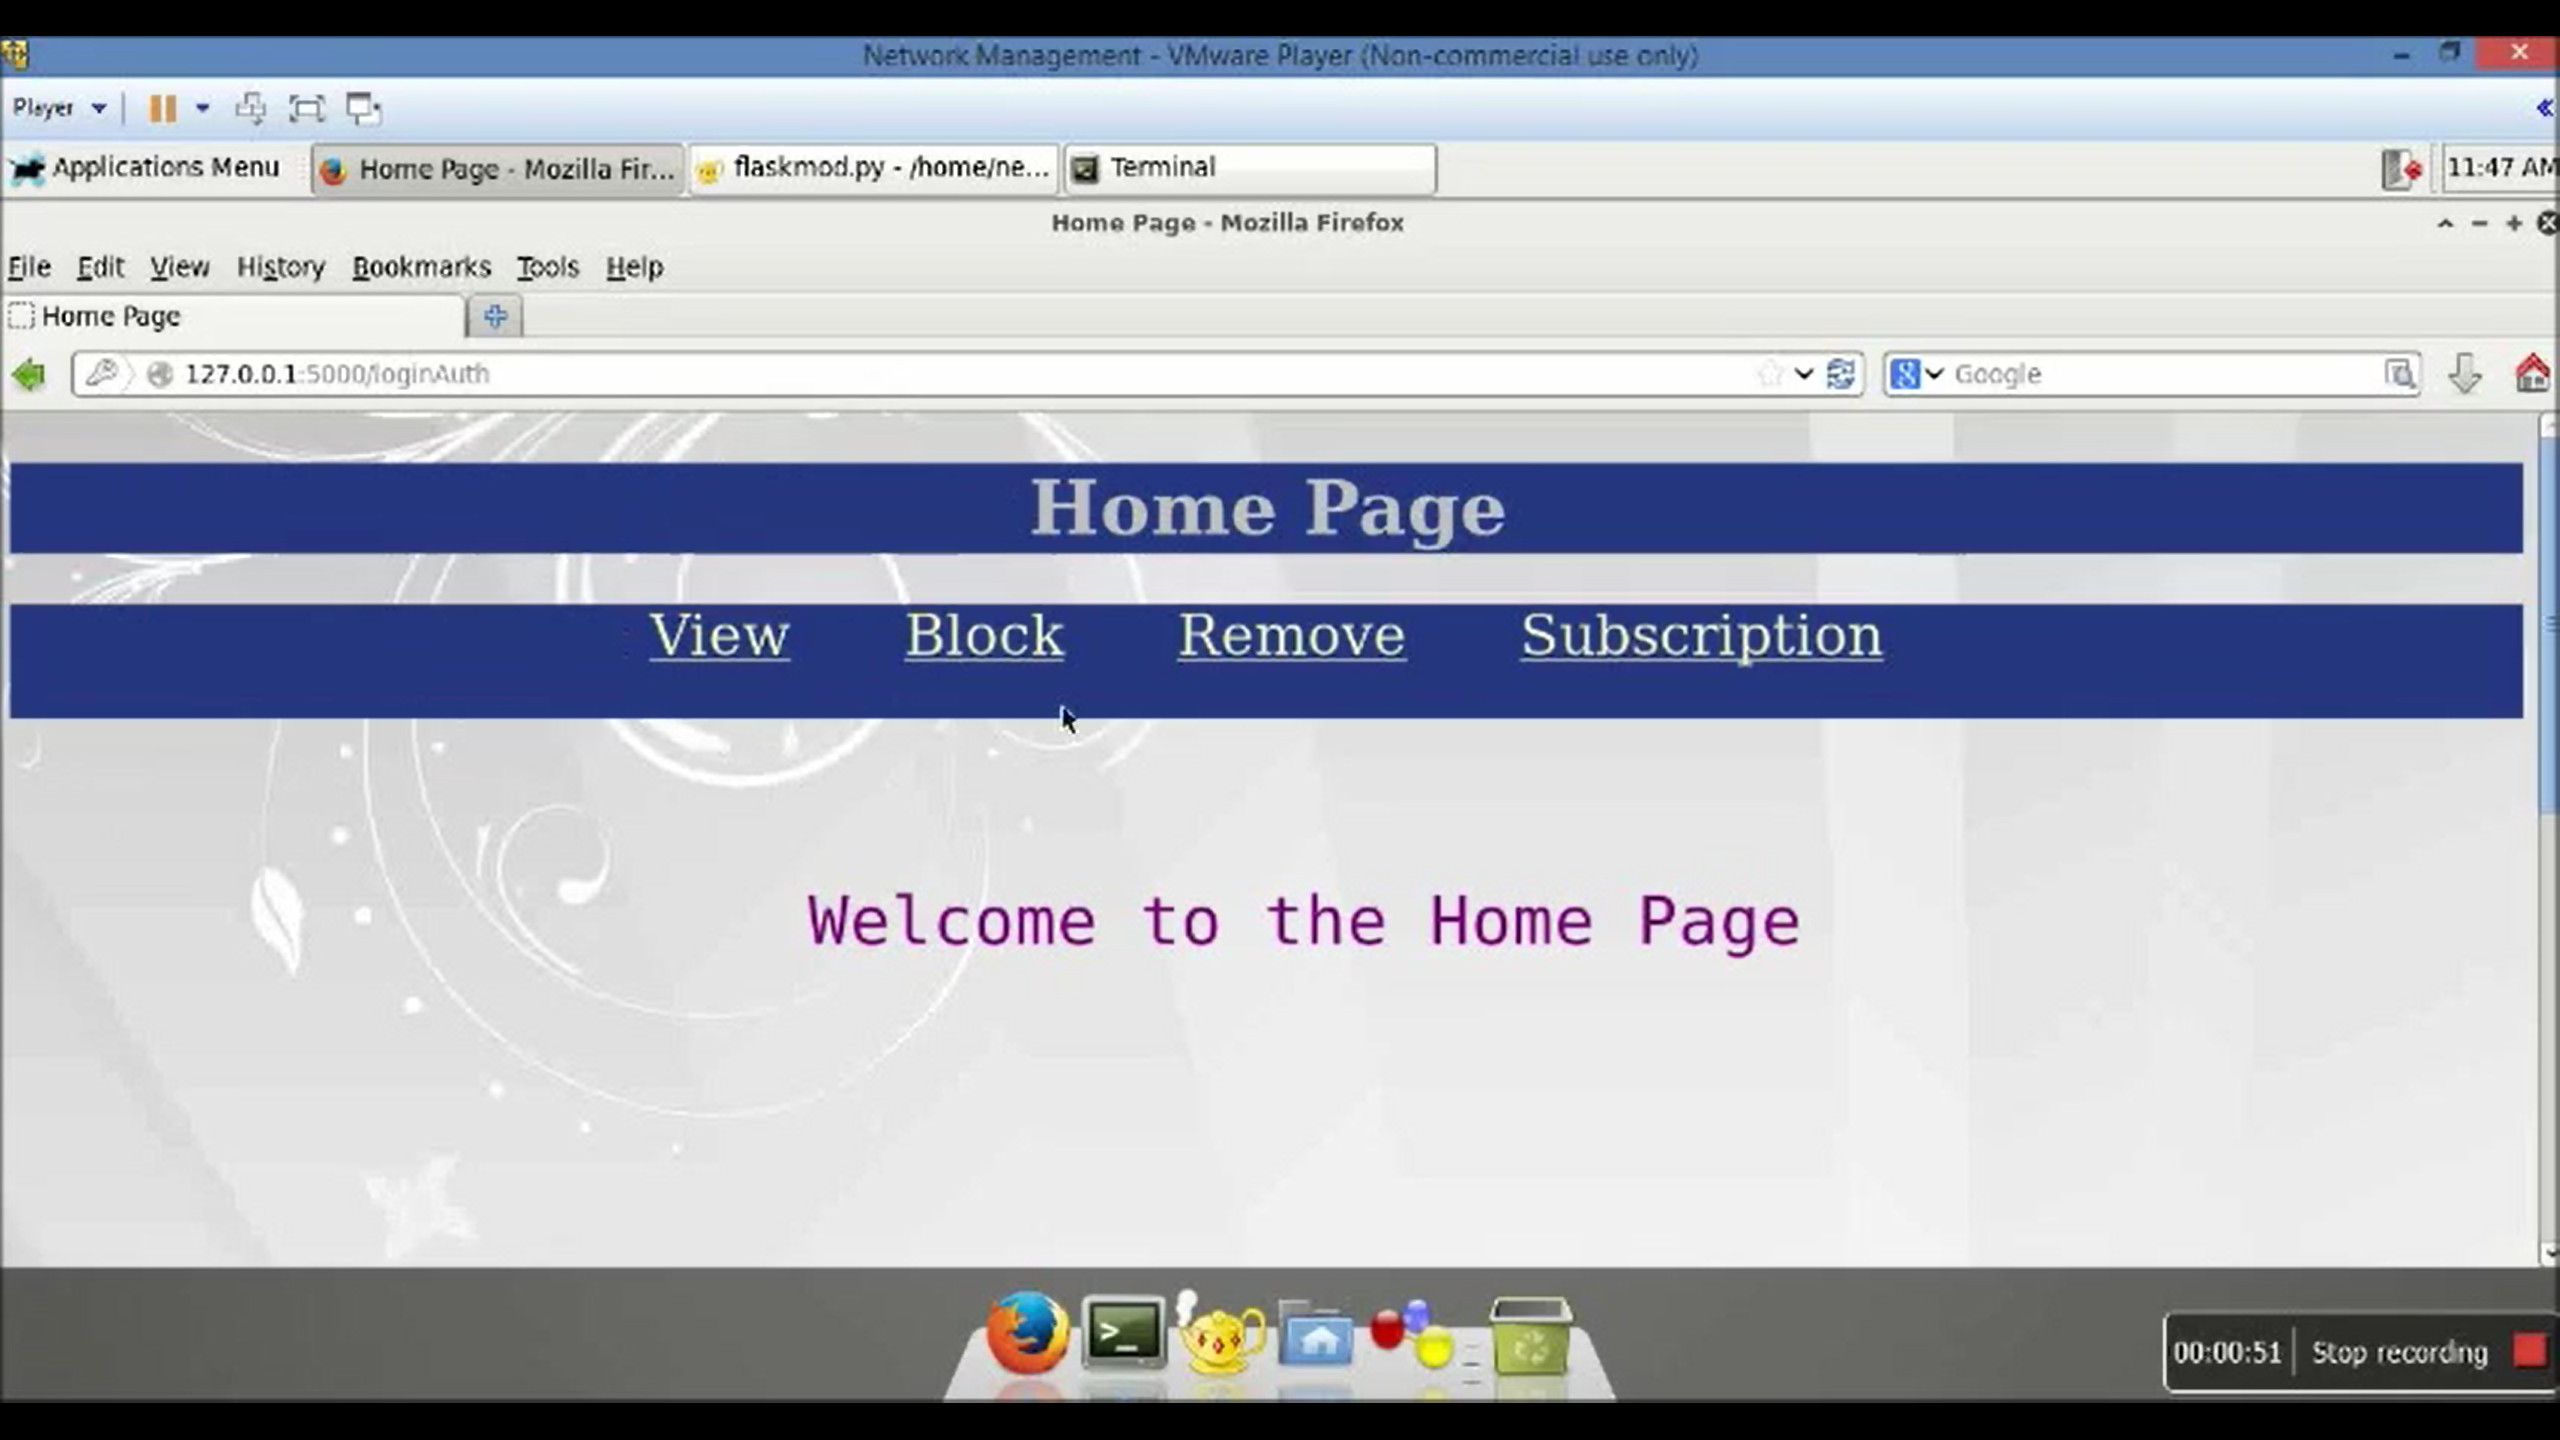 Network Management - VMware Player (Non-commercial use only)
Player
Applications Menu
Home Page - Mozilla Fir...
flaskmod.py - /home/ne...
Terminal
11:47 AM
Home Page - Mozilla Firefox
File Edit View History Bookmarks Tools Help
Home Page
127.0.0.1:5000/loginAuth
Google
Home Page
View Block Remove Subscription
Welcome to the Home Page
00:00:51 Stop recording